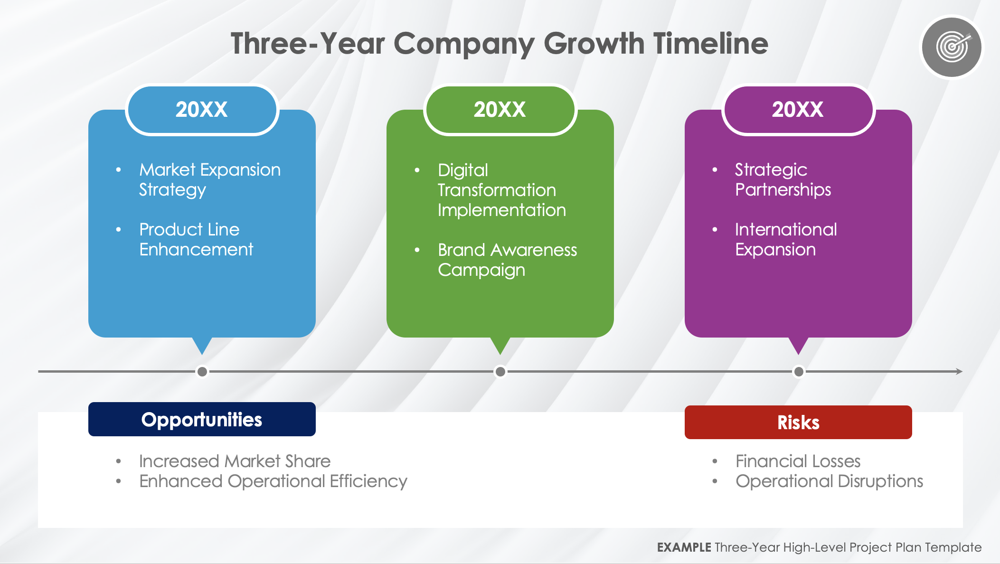 Three-Year Company Growth Timeline
20XX
• Market Expansion
Strategy
• Product Line
Enhancement
20XX
• Digital
Transformation
Implementation
• Brand Awareness
Campaign
20XX
• Strategic
Partnerships
• International
Expansion
Opportunities
• Increased Market Share
• Enhanced Operational Efficiency
Risks
• Financial Losses
• Operational Disruptions
EXAMPLE Three-Year High-Level Project Plan Template